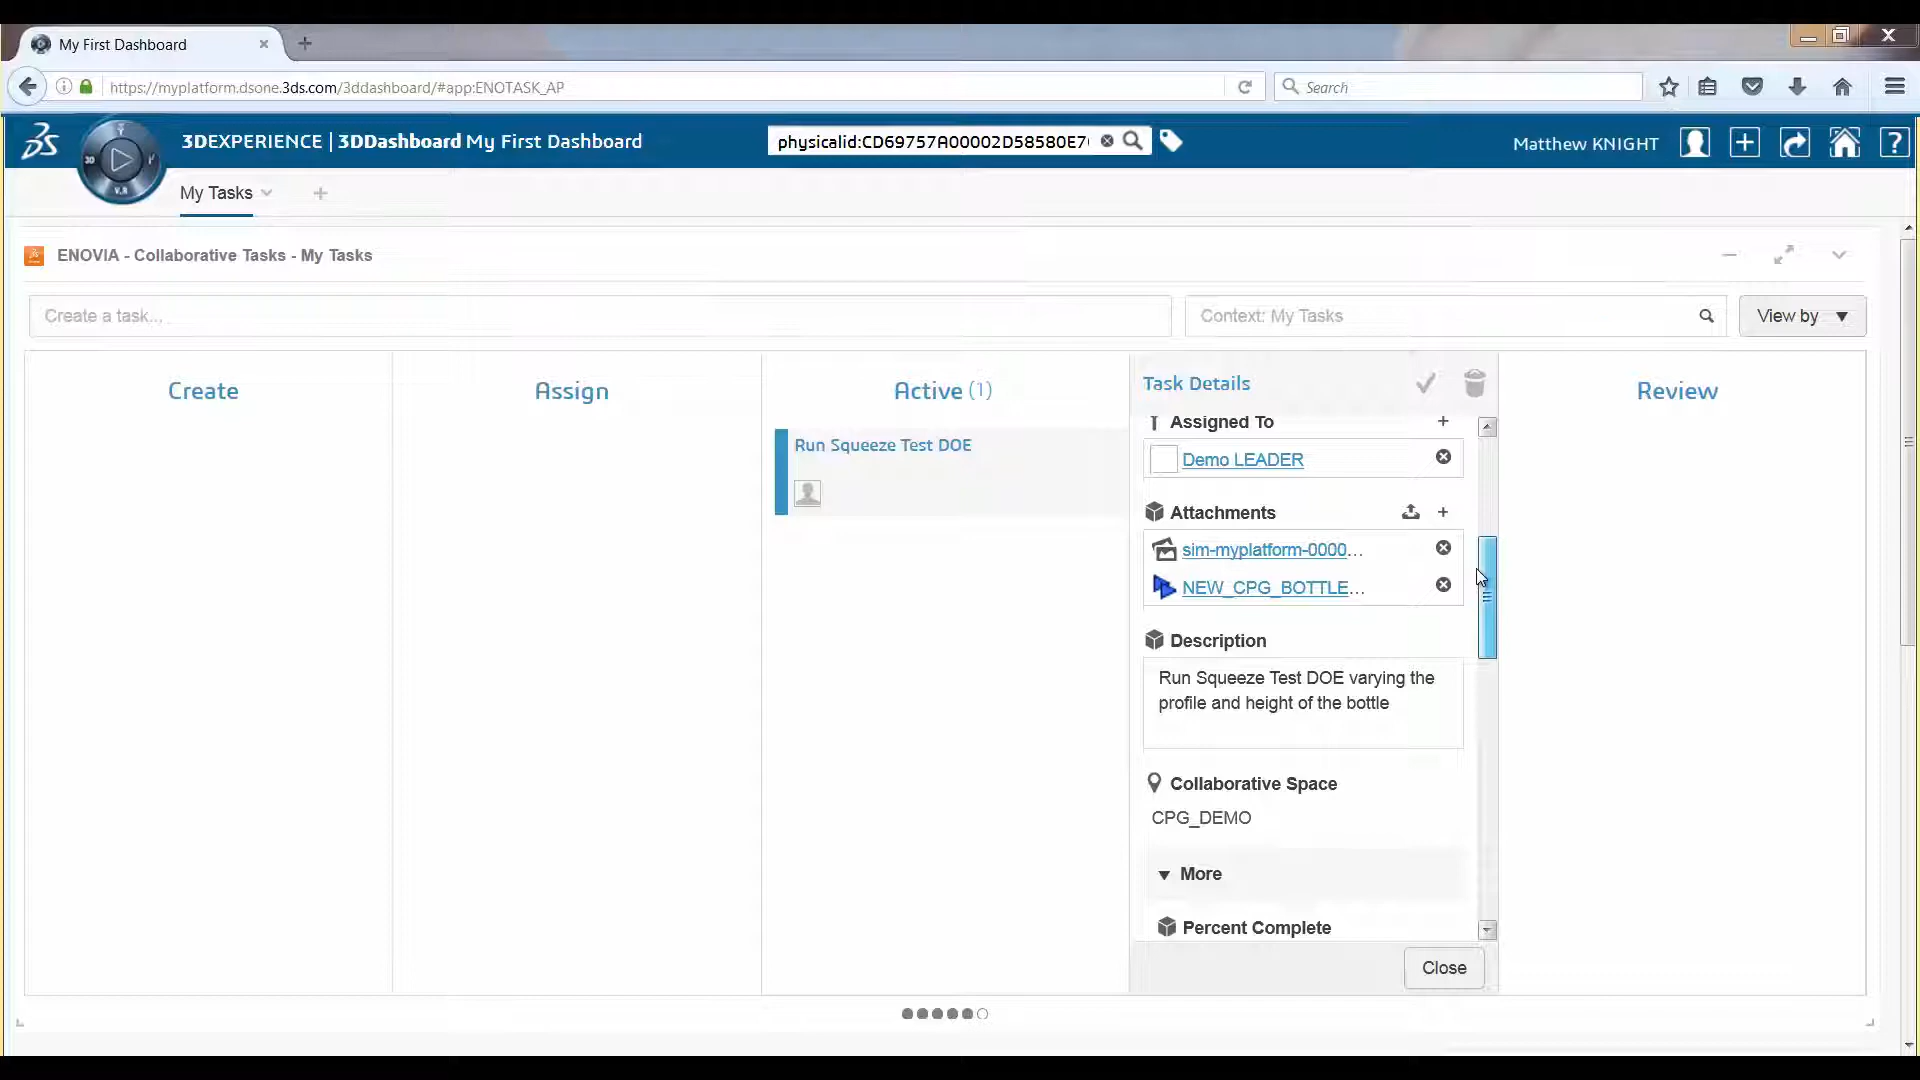 My First Dashboard
https://myplatform.dsone.3ds.com/3ddashboard/#app:ENOTASK_AP
Search
3DEXPERIENCE | 3DDashboard My First Dashboard
physicalid:CD69757A00002D58580E7
Matthew KNIGHT
3D
V.R
My Tasks
ENOVIA - Collaborative Tasks - My Tasks
Create a task...
Context: My Tasks
View by
Create
Assign
Active (1)
Task Details
Review
Assigned To
Run Squeeze Test DOE
Demo LEADER
Attachments
sim-myplatform-0000...
NEW_CPG_BOTTLE...
Description
Run Squeeze Test DOE varying the
profile and height of the bottle
Collaborative Space
CPG_DEMO
More
Percent Complete
Close